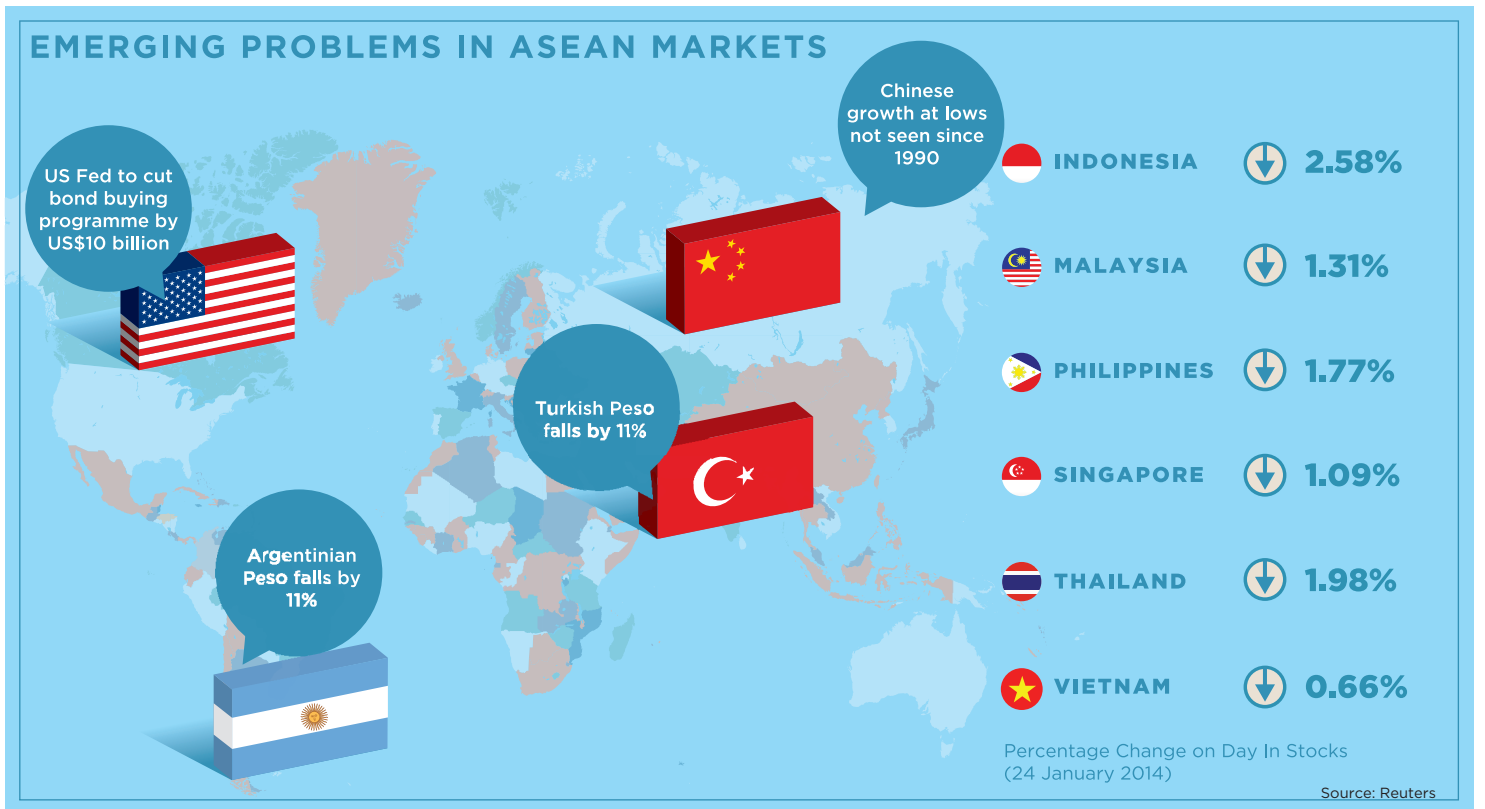 EMERGING PROBLEMS IN ASEAN MARKETS
US Fed to cut
bond buying
programme by
US$10 billion
Chinese
growth at lows
not seen since
1990
Turkish Peso
falls by 11%
Argentinian
Peso falls by
11%
INDONESIA 2.58%
MALAYSIA 1.31%
PHILIPPINES 1.77%
SINGAPORE 1.09%
THAILAND 1.98%
VIETNAM 0.66%
Percentage Change on Day In Stocks
(24 January 2014)
Source: Reuters